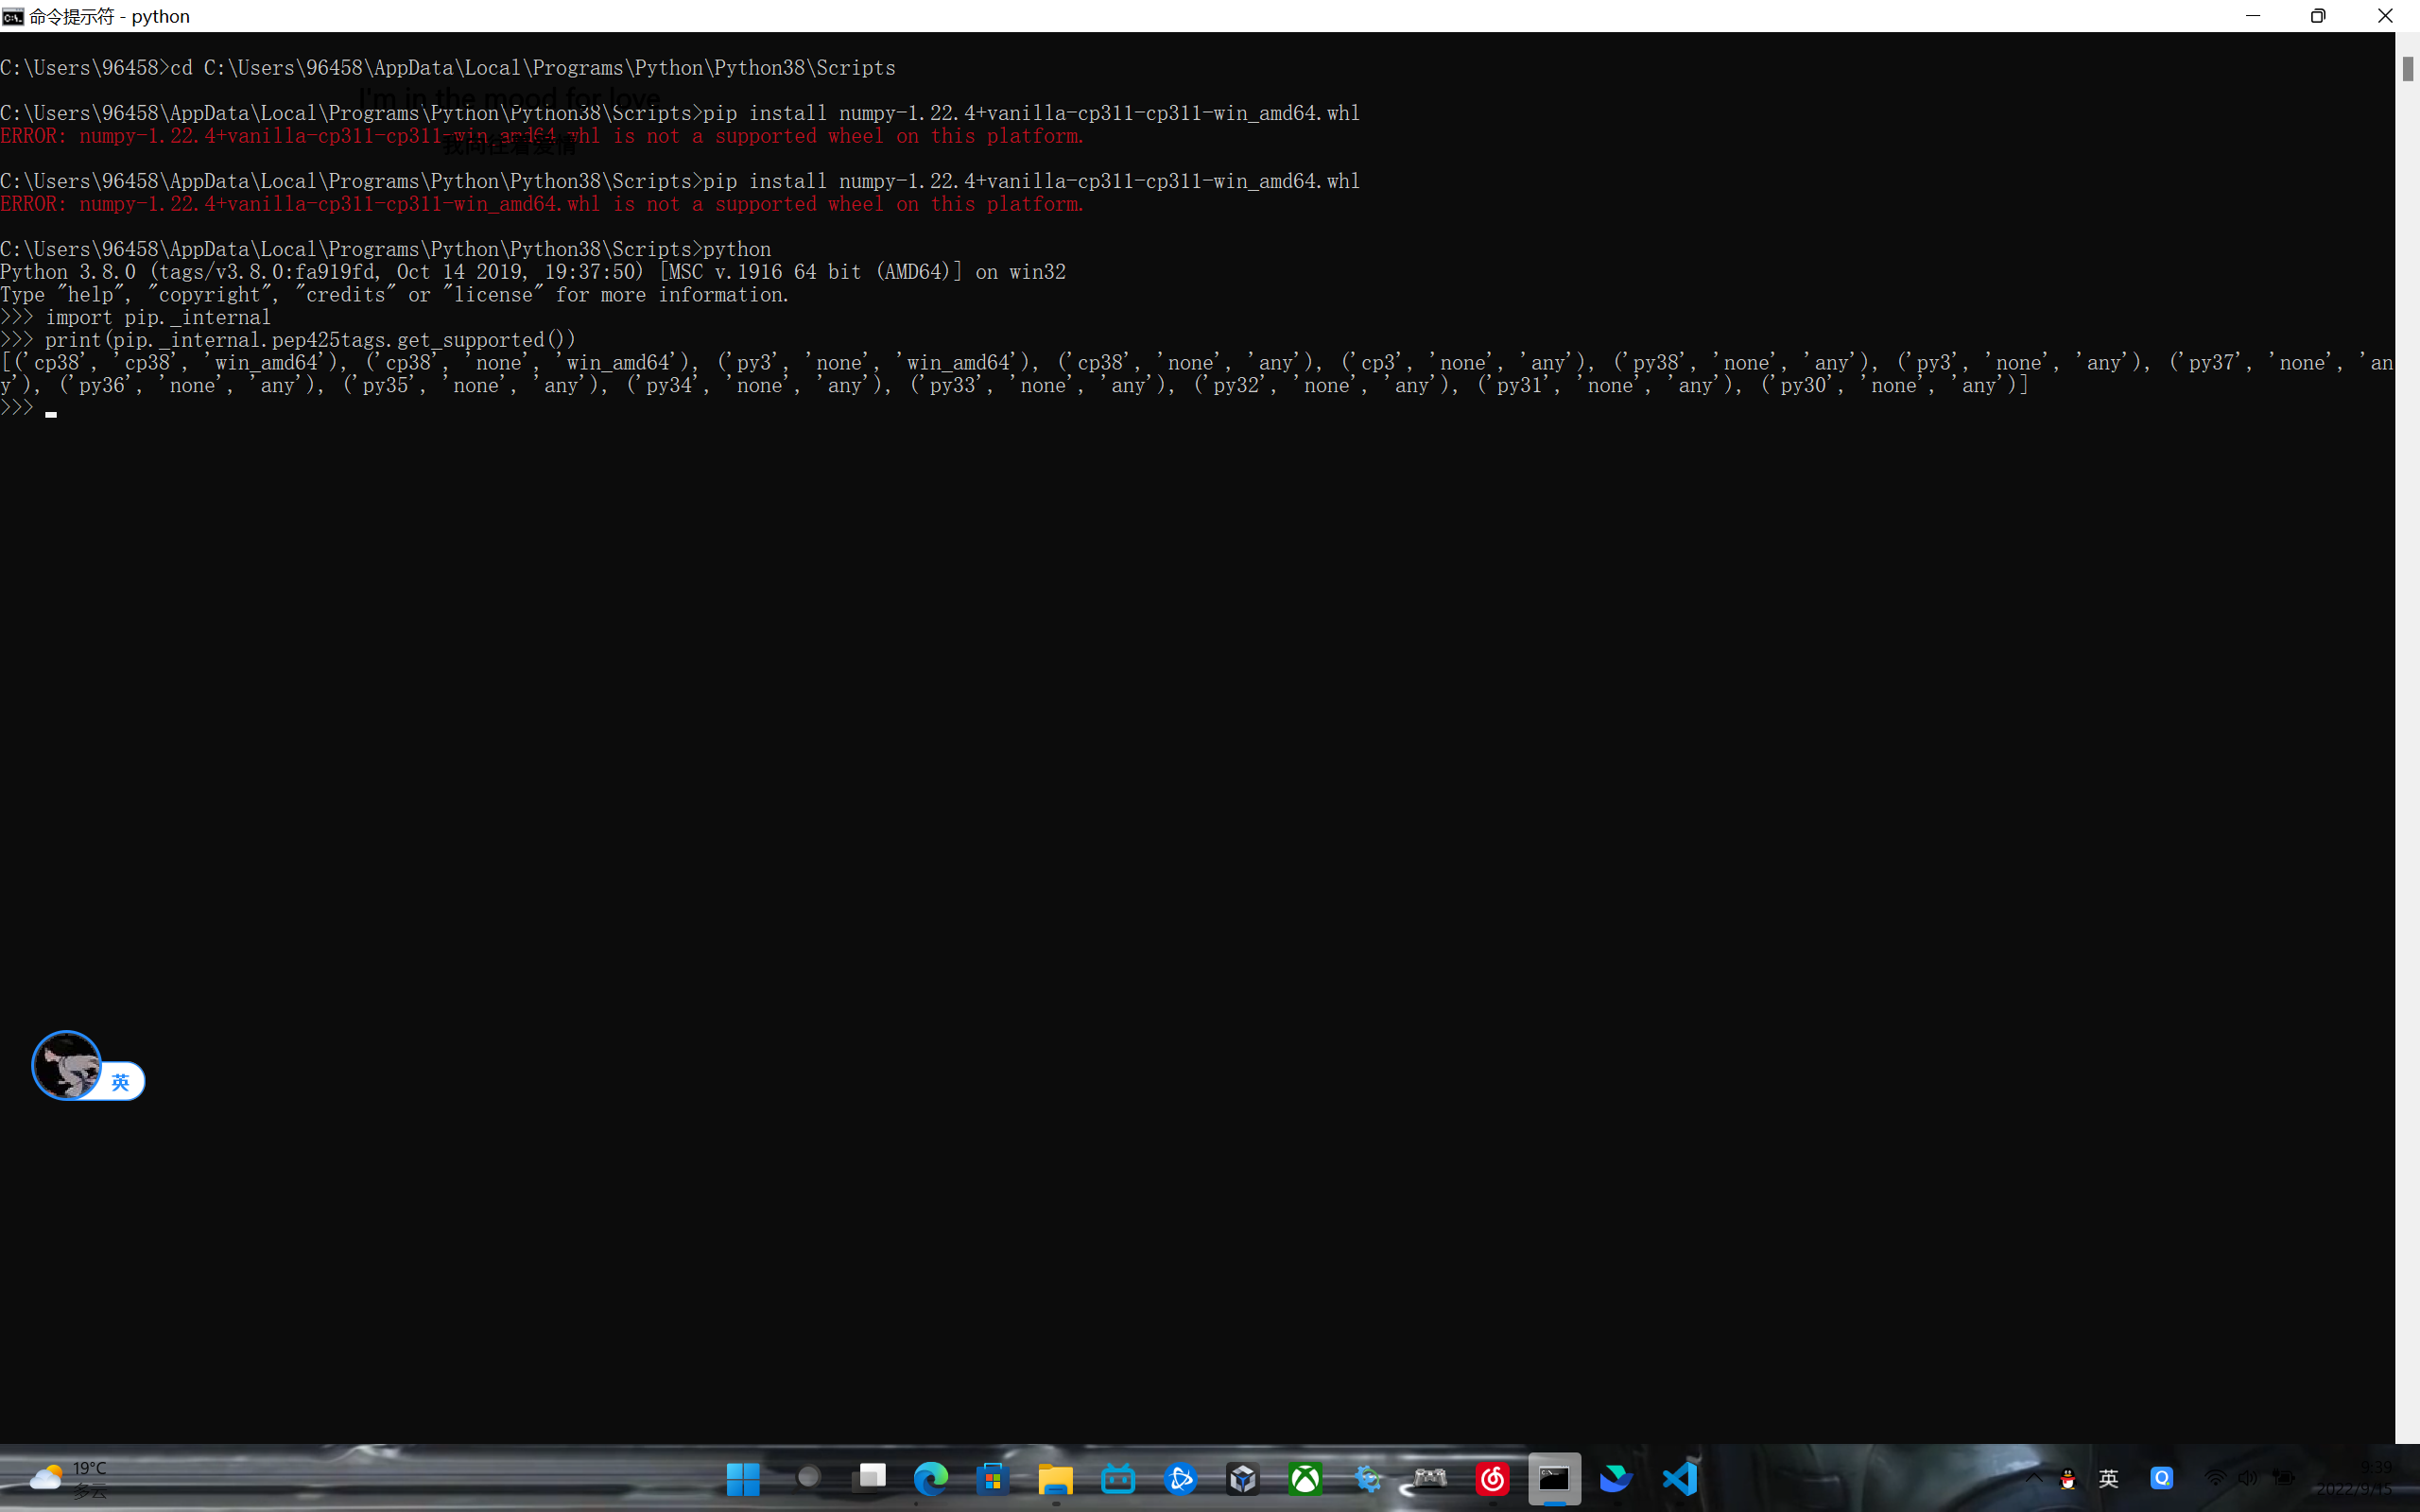 命令提示符 - python
C:\Users\96458>cd C:\Users\96458\AppData\Local\Programs\Python\Python38\Scripts
I'm in the mood for love
C:\Users\96458\AppData\Local\Programs\Python\Python38\Scripts>pip install numpy-1.22.4+vanilla-cp311-cp311-win_amd64.whl
ERROR: numpy-1.22.4+vanilla-cp311-cp311-win_amd64.whl is not a supported wheel on this platform.
我向往着爱情
C:\Users\96458\AppData\Local\Programs\Python\Python38\Scripts>pip install numpy-1.22.4+vanilla-cp311-cp311-win_amd64.whl
ERROR: numpy-1.22.4+vanilla-cp311-cp311-win_amd64.whl is not a supported wheel on this platform.
C:\Users\96458\AppData\Local\Programs\Python\Python38\Scripts>python
Python 3.8.0 (tags/v3.8.0:fa919fd, Oct 14 2019, 19:37:50) [MSC v.1916 64 bit (AMD64)] on win32
Type "help", "copyright", "credits" or "license" for more information.
>>> import pip._internal
>>> print(pip._internal.pep425tags.get_supported())
[('cp38', 'cp38', 'win_amd64'), ('cp38', 'none', 'win_amd64'), ('py3', 'none', 'win_amd64'), ('cp38', 'none', 'any'), ('cp3', 'none', 'any'), ('py38', 'none', 'any'), ('py3', 'none', 'any'), ('py37', 'none', 'an
y'), ('py36', 'none', 'any'), ('py35', 'none', 'any'), ('py34', 'none', 'any'), ('py33', 'none', 'any'), ('py32', 'none', 'any'), ('py31', 'none', 'any'), ('py30', 'none', 'any')]
>>>
英
19°C
多云
英
9:39
2022/9/15